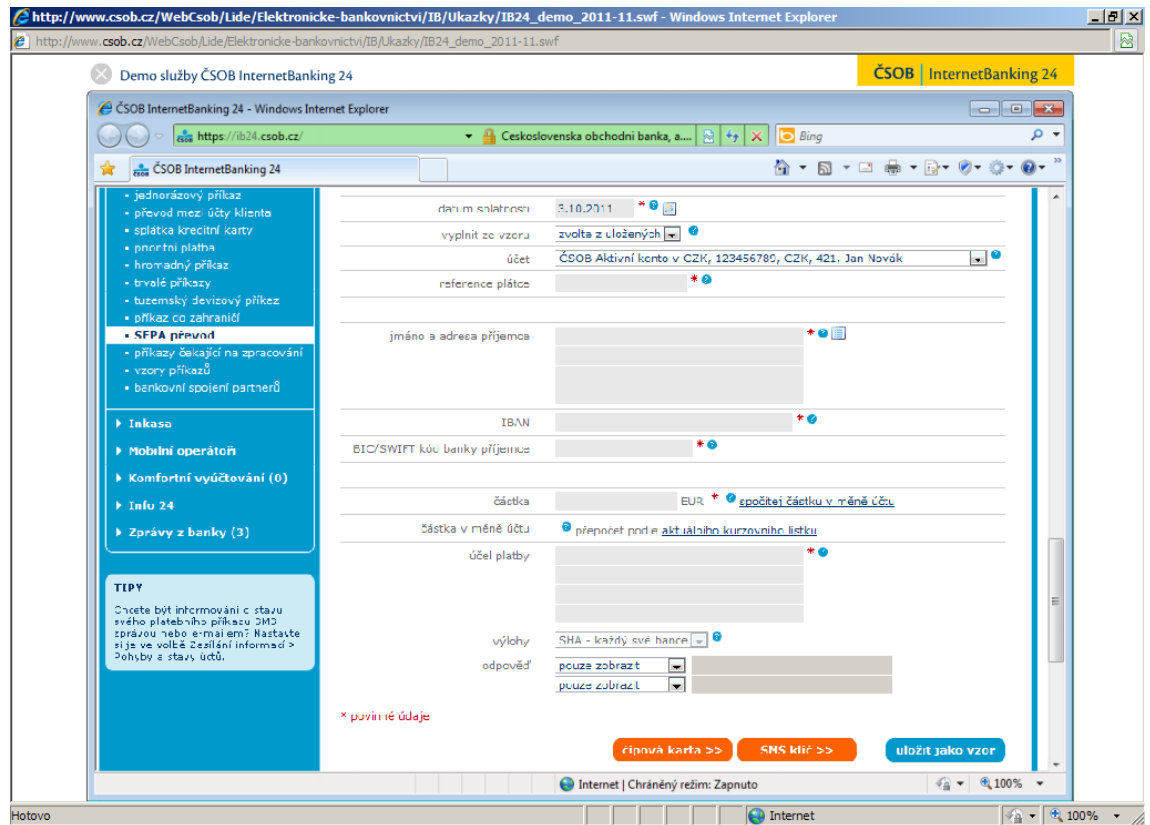 http://www.csob.cz/WebCsob/Lide/Elektronicke-bankovnictvi/IB/Ukazky/IB24_demo_2011-11.swf - Windows Internet Explorer
http://www.csob.cz/WebCsob/Lide/Elektronicke-bankovnictvi/IB/Ukazky/IB24_demo_2011-11.swf
Demo služby ČSOB InternetBanking 24
ČSOB | InternetBanking 24
ČSOB InternetBanking 24 - Windows Internet Explorer
https://ib24.csob.cz/
Ceskoslovenska obchodni banka, a....
Bing
ČSOB InternetBanking 24
jednorázový příkaz
převod mezi účty klienta
splátka kreditní karty
prioritní platba
hromadný příkaz
trvalé příkazy
tuzemský devizový příkaz
příkaz do zahraničí
SEPA převod
příkazy čekající na zpracování
vzory příkazů
bankovní spojení partnerů
Inkasa
Mobilní operátoři
Komfortní vyúčtování (0)
Info 24
Zprávy z banky (3)
TIPY
Chcete být informováni o stavu
svého platebního příkazu SMS
zprávou nebo e-mailem? Nastavte
si je ve volbě Zasílání informací >
Pohyby a stavy účtů.
datum splatnosti 3.10.2011 *
vyplnit ze vzoru zvolte z uložených
účet ČSOB Aktivní konto v CZK, 123456789, CZK, 421, Jan Novák
reference plátce *
jméno a adresa příjemce *
IBAN *
BIC/SWIFT kód banky příjemce *
částka EUR * spočítej částku v měně účtu
částka v měně účtu přepočet podle aktuálního kurzovního lístku
účel platby *
výlohy SHA - každý své bance
odpověď pouze zobrazit
pouze zobrazit
* povinné údaje
čipová karta >> SMS klíč >> uložit jako vzor
Internet | Chráněný režim: Zapnuto 100%
Hotovo Internet 100%